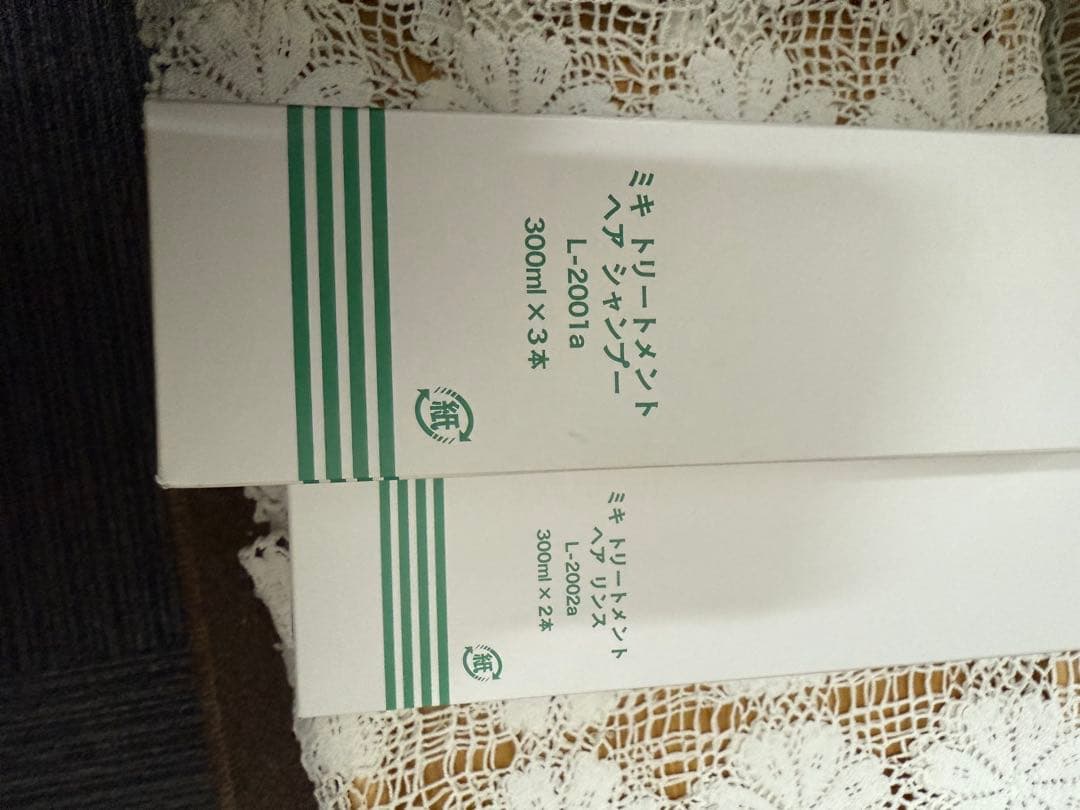 ミキ トリートメント
ヘア シャンプー
L-2001a
300ml×3本
紙
ミキ トリートメント
ヘア リンス
L-2002a
300ml×2本
紙